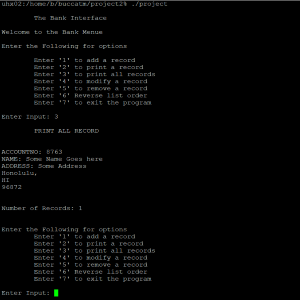 uhx02:/home/b/buccatm/project2% ./project
The Bank Interface
Welcome to the Bank Menue
Enter the Following for options
Enter '1' to add a record
Enter '2' to print a record
Enter '3' to print all records
Enter '4' to modify a record
Enter '5' to remove a record
Enter '6' Reverse list order
Enter '7' to exit the program
Enter Input: 3
PRINT ALL RECORD
ACCOUNTNO: 8763
NAME: Some Name Goes here
ADDRESS: Some Address
Honolulu,
HI
96872
Number of Records: 1
Enter the Following for options
Enter '1' to add a record
Enter '2' to print a record
Enter '3' to print all records
Enter '4' to modify a record
Enter '5' to remove a record
Enter '6' Reverse list order
Enter '7' to exit the program
Enter Input: